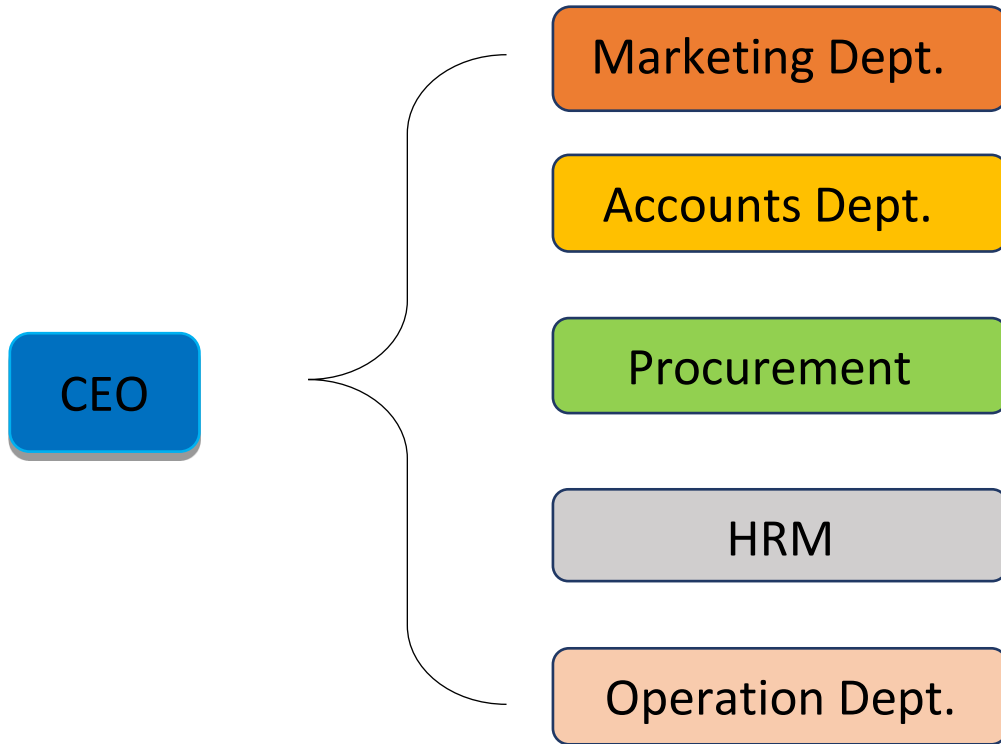 Marketing Dept.
Accounts Dept.
CEO
Procurement
HRM
Operation Dept.